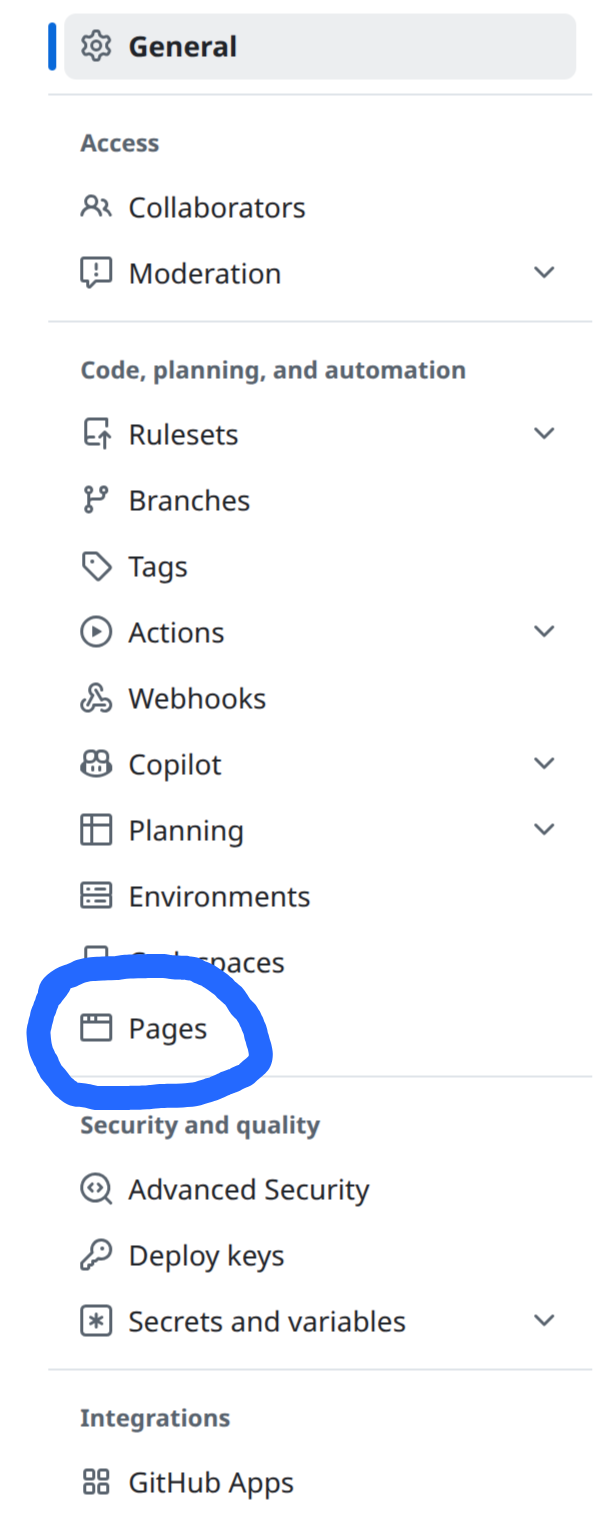 General
Access
Collaborators
Moderation
Code, planning, and automation
Rulesets
Branches
Tags
Actions
Webhooks
Copilot
Planning
Environments
Codespaces
Pages
Security and quality
Advanced Security
Deploy keys
Secrets and variables
Integrations
GitHub Apps